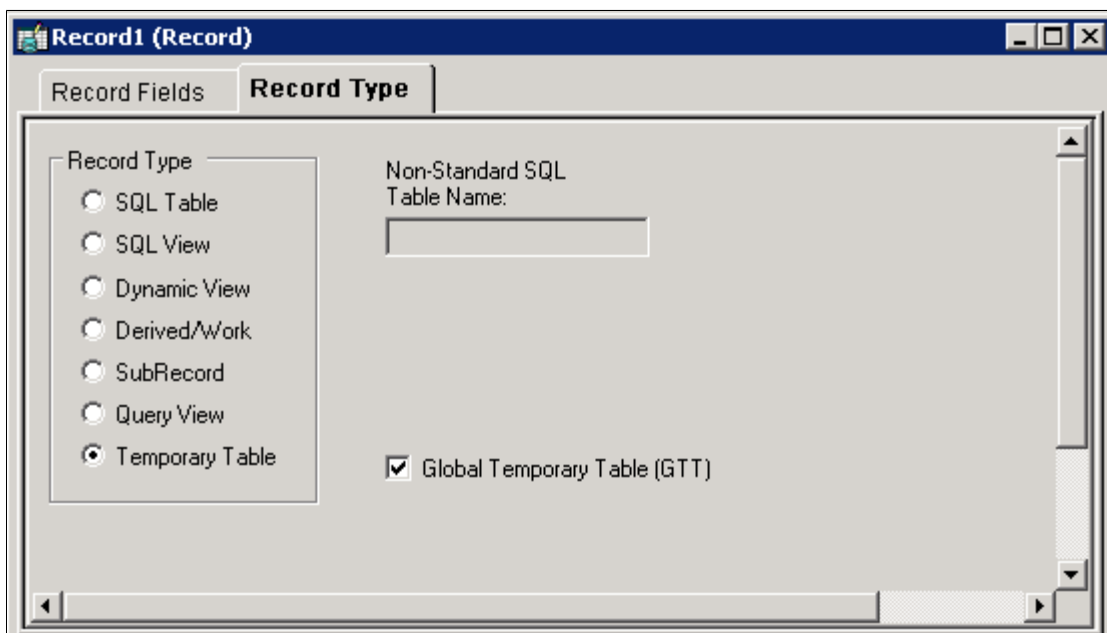 Record1 (Record)
Record Fields
Record Type
Record Type
SQL Table
SQL View
Dynamic View
Derived/Work
SubRecord
Query View
Temporary Table
Non-Standard SQL
Table Name:
Global Temporary Table (GTT)